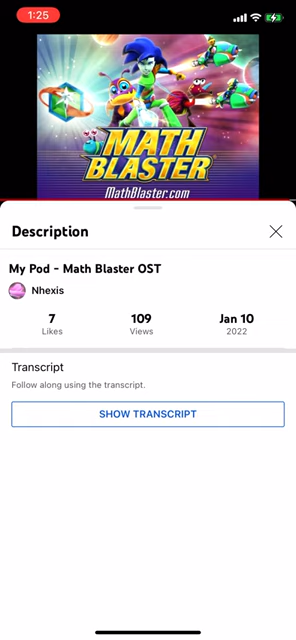 1:25
MATH
BLASTER
MathBlaster.com
Description
My Pod - Math Blaster OST
Nhexis
7 109 Jan 10
Likes Views 2022
Transcript
Follow along using the transcript.
SHOW TRANSCRIPT